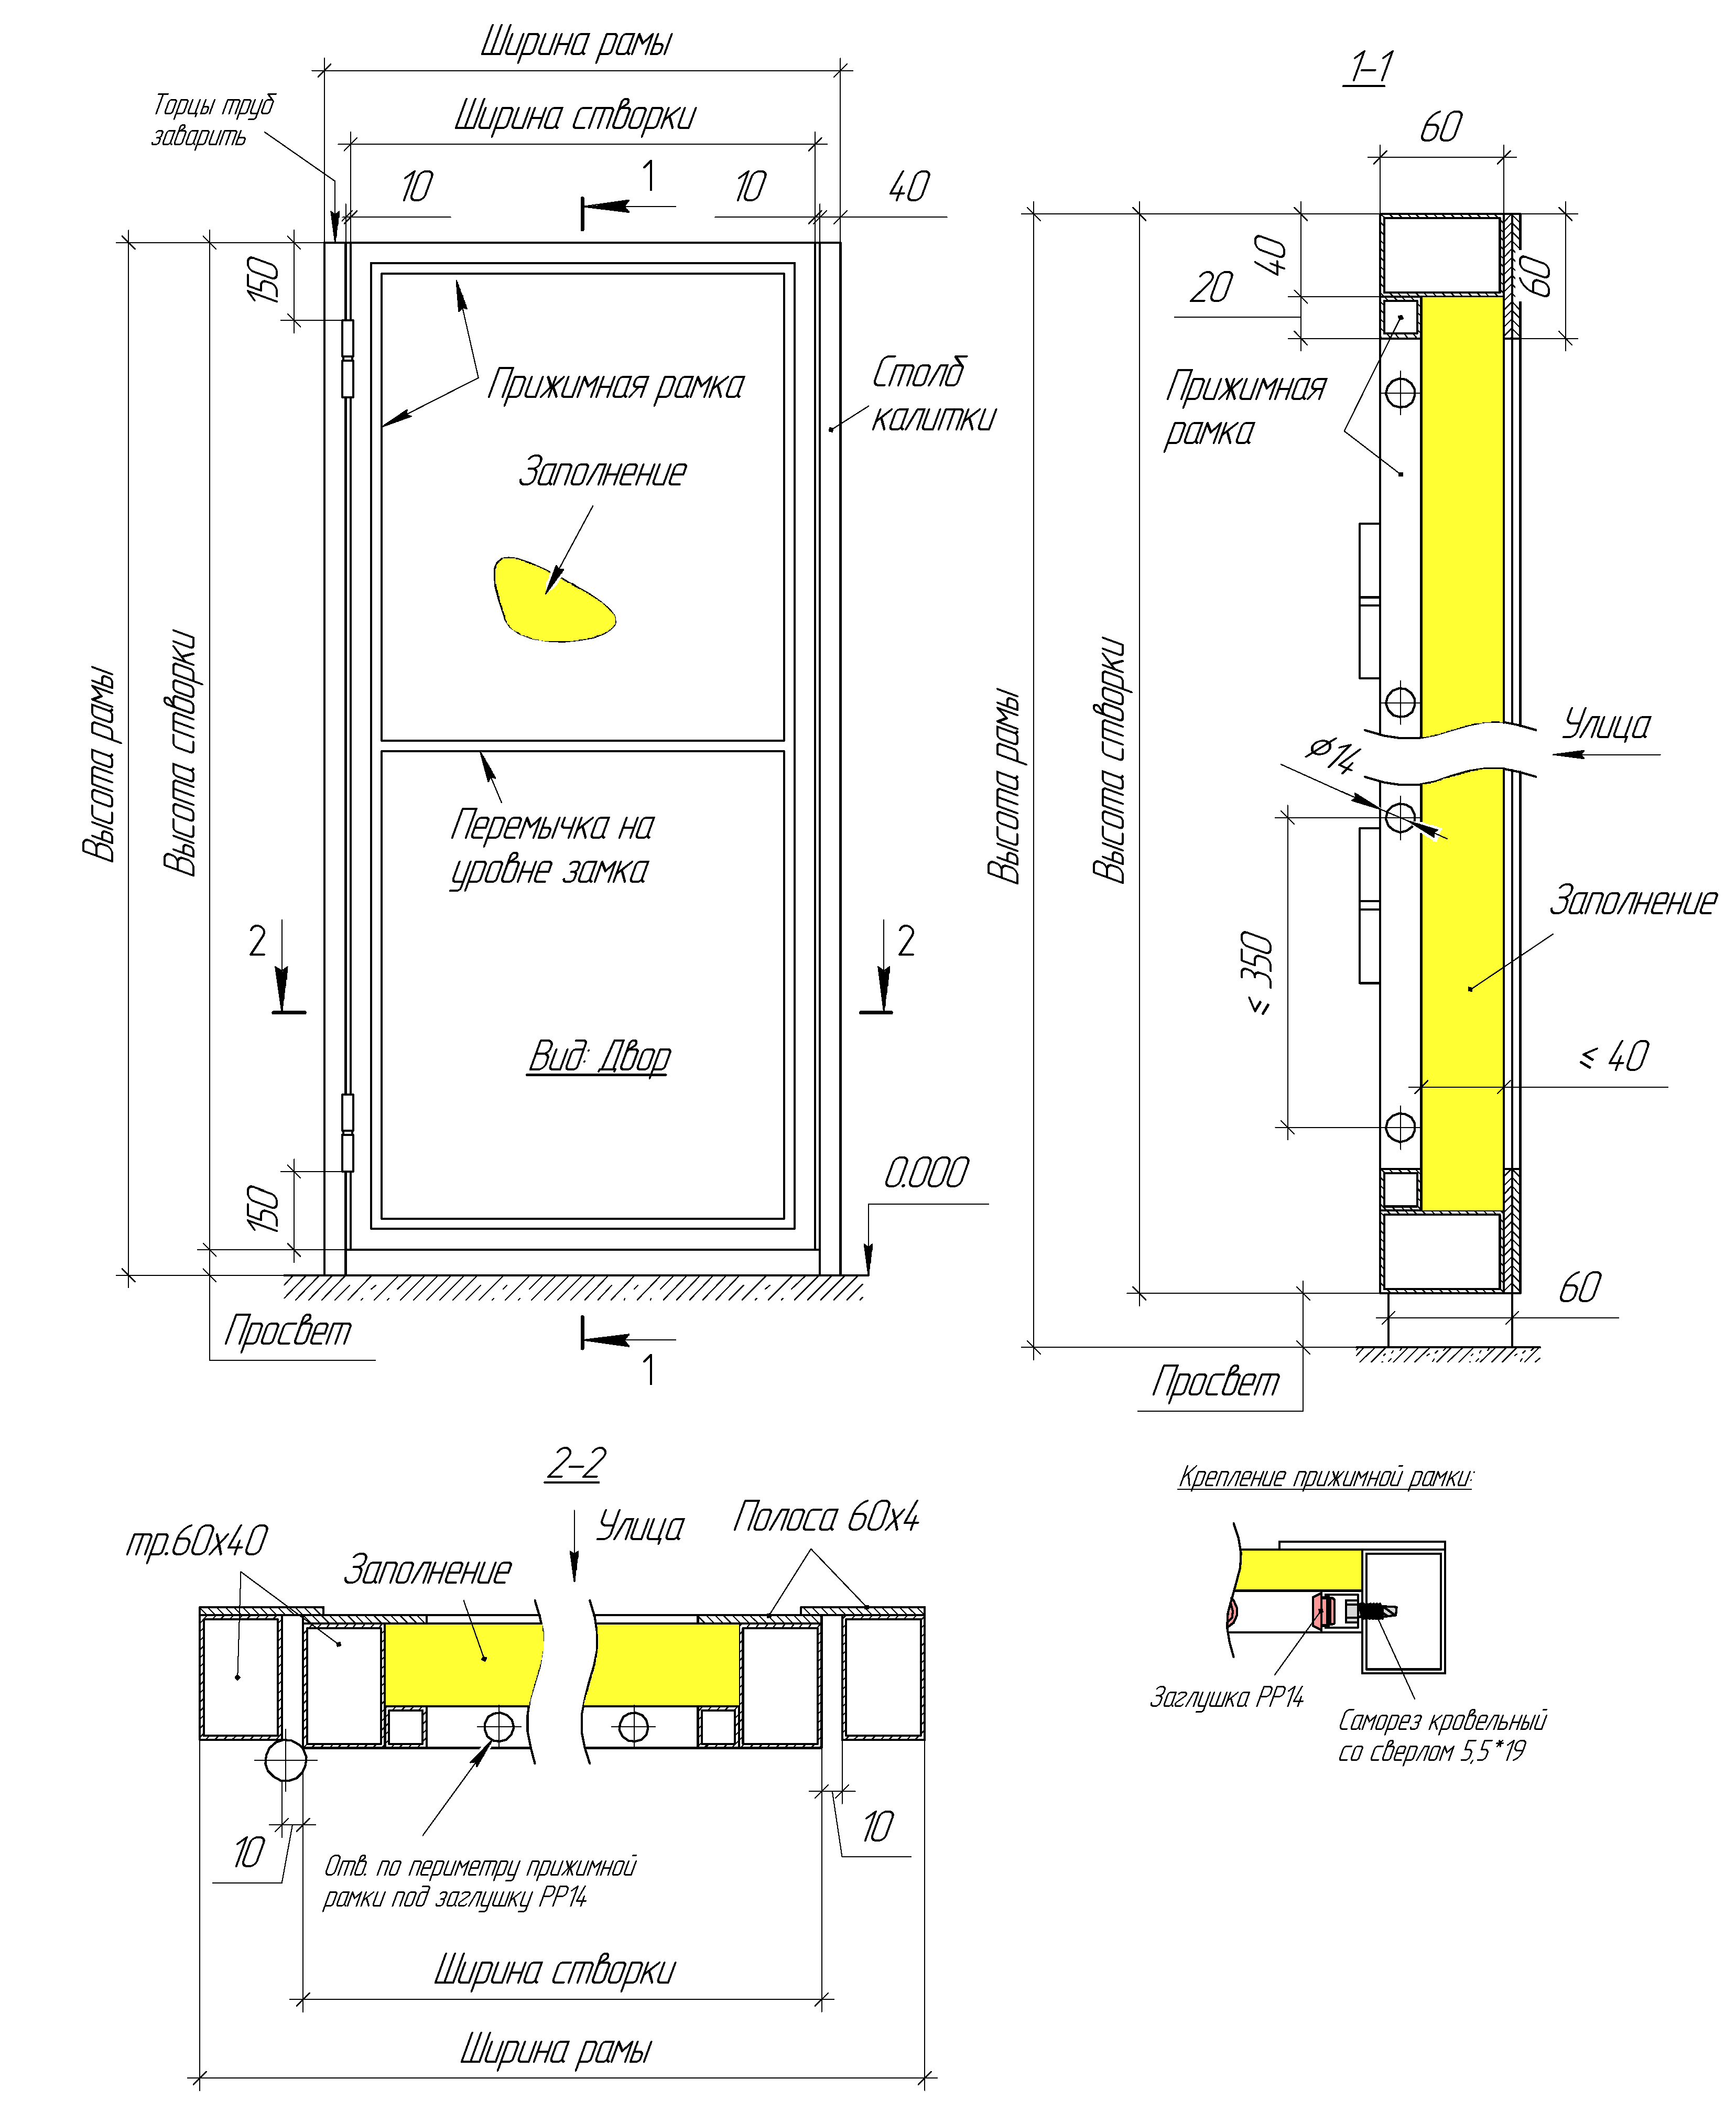 Ширина рамы
Торцы труб
заварить
Ширина створки
10
1
10
40
150
Прижимная рамка
Столб
калитки
Заполнение
Высота рамы
Высота створки
Перемычка на
уровне замка
2
2
Вид: Двор
150
0.000
Просвет
1
1-1
60
40
20
60
Прижимная
рамка
Высота рамы
Высота створки
Улица
⌀14
Заполнение
≤ 350
≤ 40
60
Просвет
2-2
Улица
Полоса 60х4
тр.60х40
Заполнение
10
10
Отв. по периметру прижимной
рамки под заглушку РР14
Ширина створки
Ширина рамы
Крепление прижимной рамки:
Заглушка РР14
Саморез кровельный
со сверлом 5,5*19